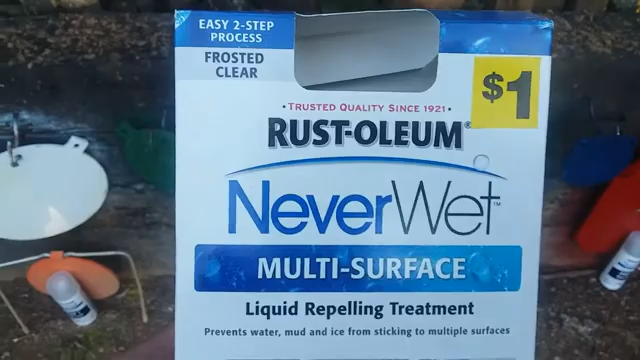 EASY 2-STEP
PROCESS
FROSTED
CLEAR
$1
• TRUSTED QUALITY SINCE 1921 •
RUST-OLEUM®
NeverWet™
MULTI-SURFACE
Liquid Repelling Treatment
Prevents water, mud and ice from sticking to multiple surfaces